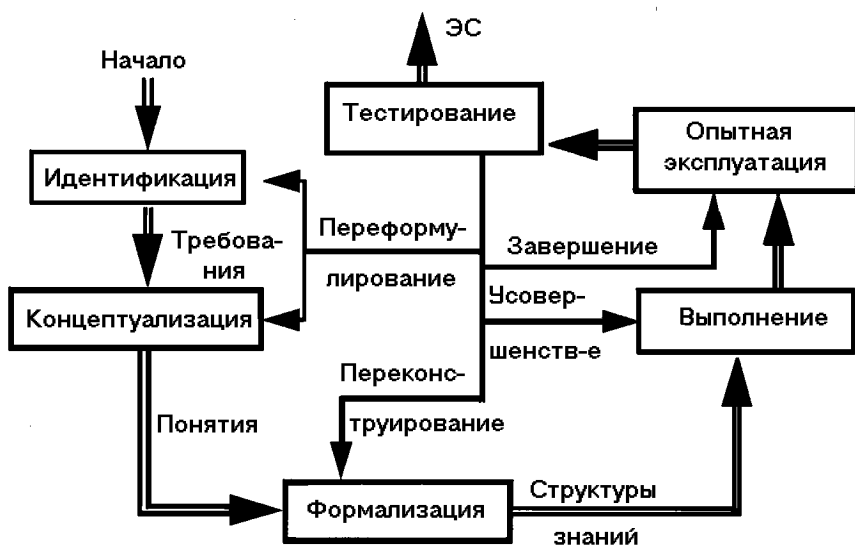 ЭС
Начало
Тестирование
Опытная
эксплуатация
Идентификация
Требова-
ния
Переформу-
лирование
Завершение
Концептуализация
Усовер-
шенств-е
Выполнение
Переконс-
труирование
Понятия
Формализация
Структуры
знаний